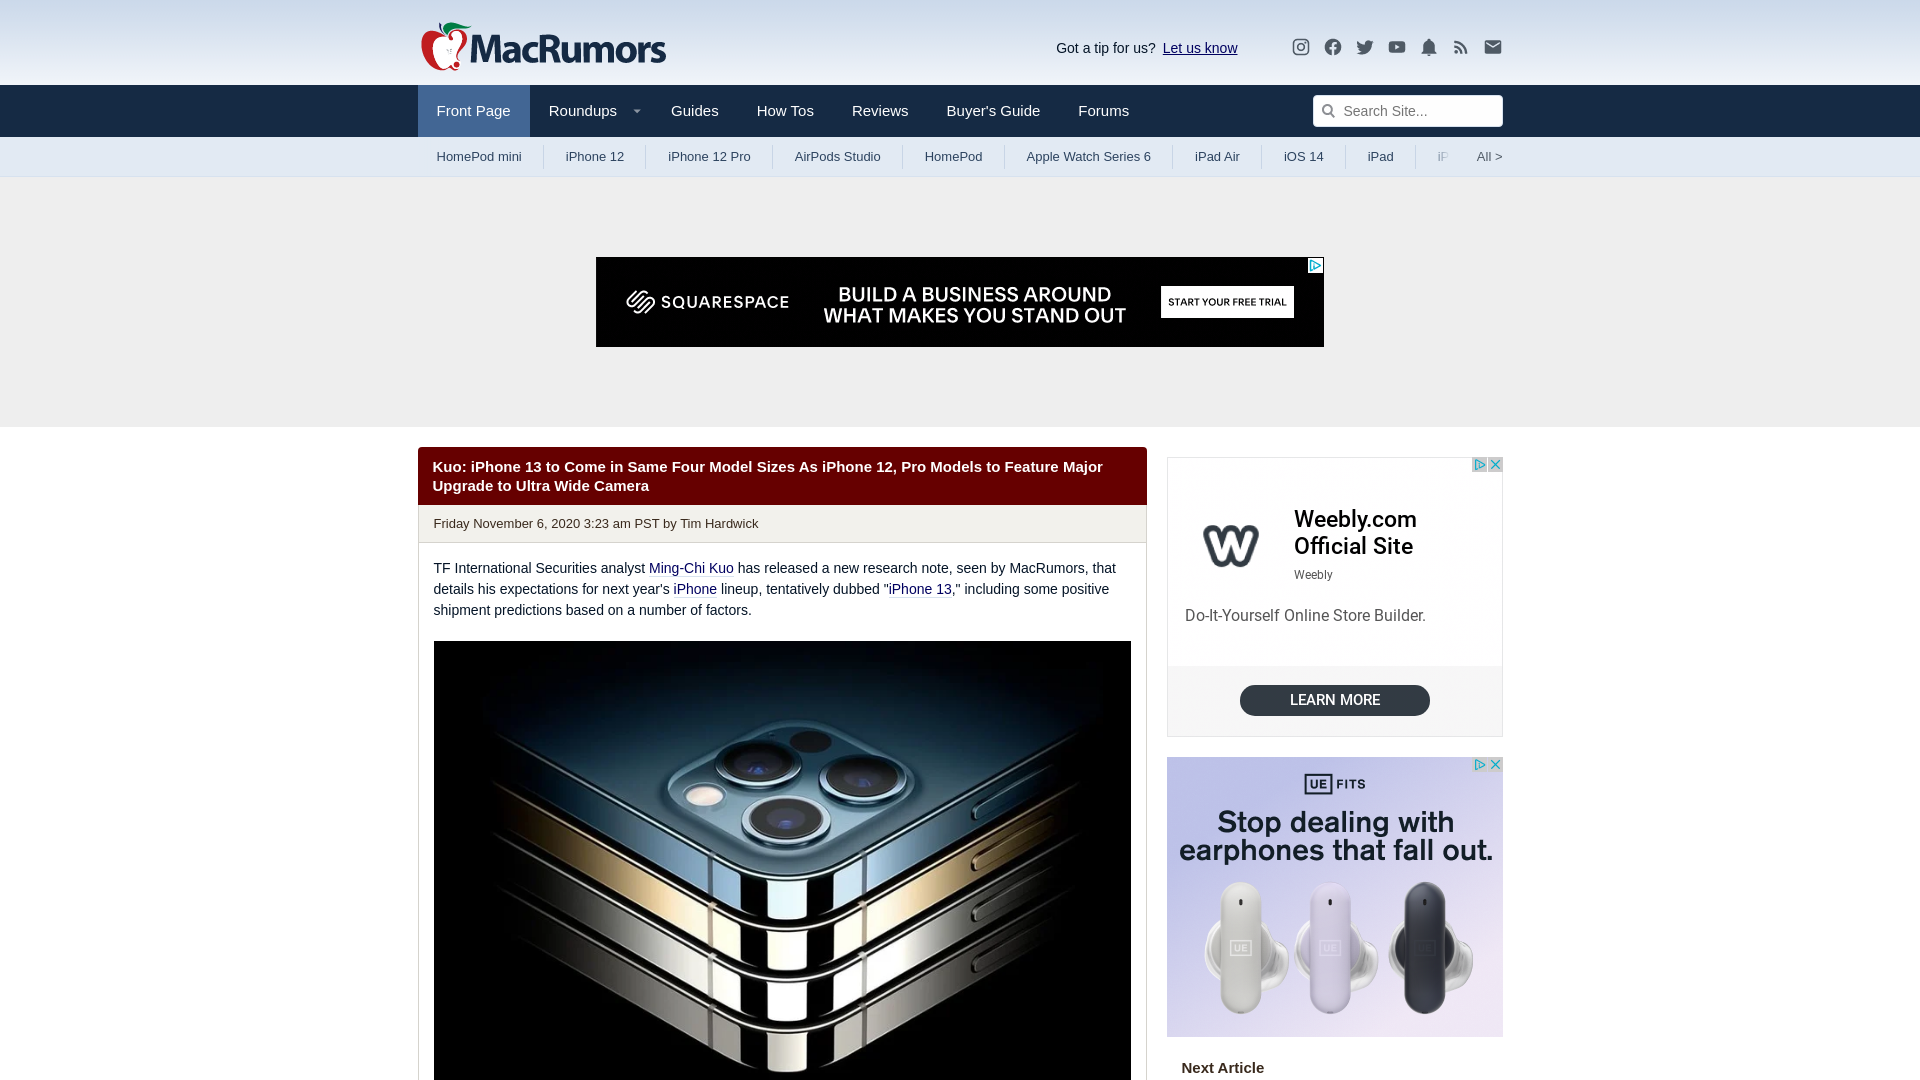 MacRumors
Got a tip for us? Let us know
Front Page
Roundups
Guides
How Tos
Reviews
Buyer's Guide
Forums
Search Site...
HomePod mini
iPhone 12
iPhone 12 Pro
AirPods Studio
HomePod
Apple Watch Series 6
iPad Air
iOS 14
iPad
iP
All >
SQUARESPACE
BUILD A BUSINESS AROUND
WHAT MAKES YOU STAND OUT
START YOUR FREE TRIAL
Kuo: iPhone 13 to Come in Same Four Model Sizes As iPhone 12, Pro Models to Feature Major
Upgrade to Ultra Wide Camera
Friday November 6, 2020 3:23 am PST by Tim Hardwick
TF International Securities analyst Ming-Chi Kuo has released a new research note, seen by MacRumors, that
details his expectations for next year's iPhone lineup, tentatively dubbed "iPhone 13," including some positive
shipment predictions based on a number of factors.
Weebly.com
Official Site
Weebly
Do-It-Yourself Online Store Builder.
LEARN MORE
UE FITS
Stop dealing with
earphones that fall out.
UE
UE
UE
Next Article